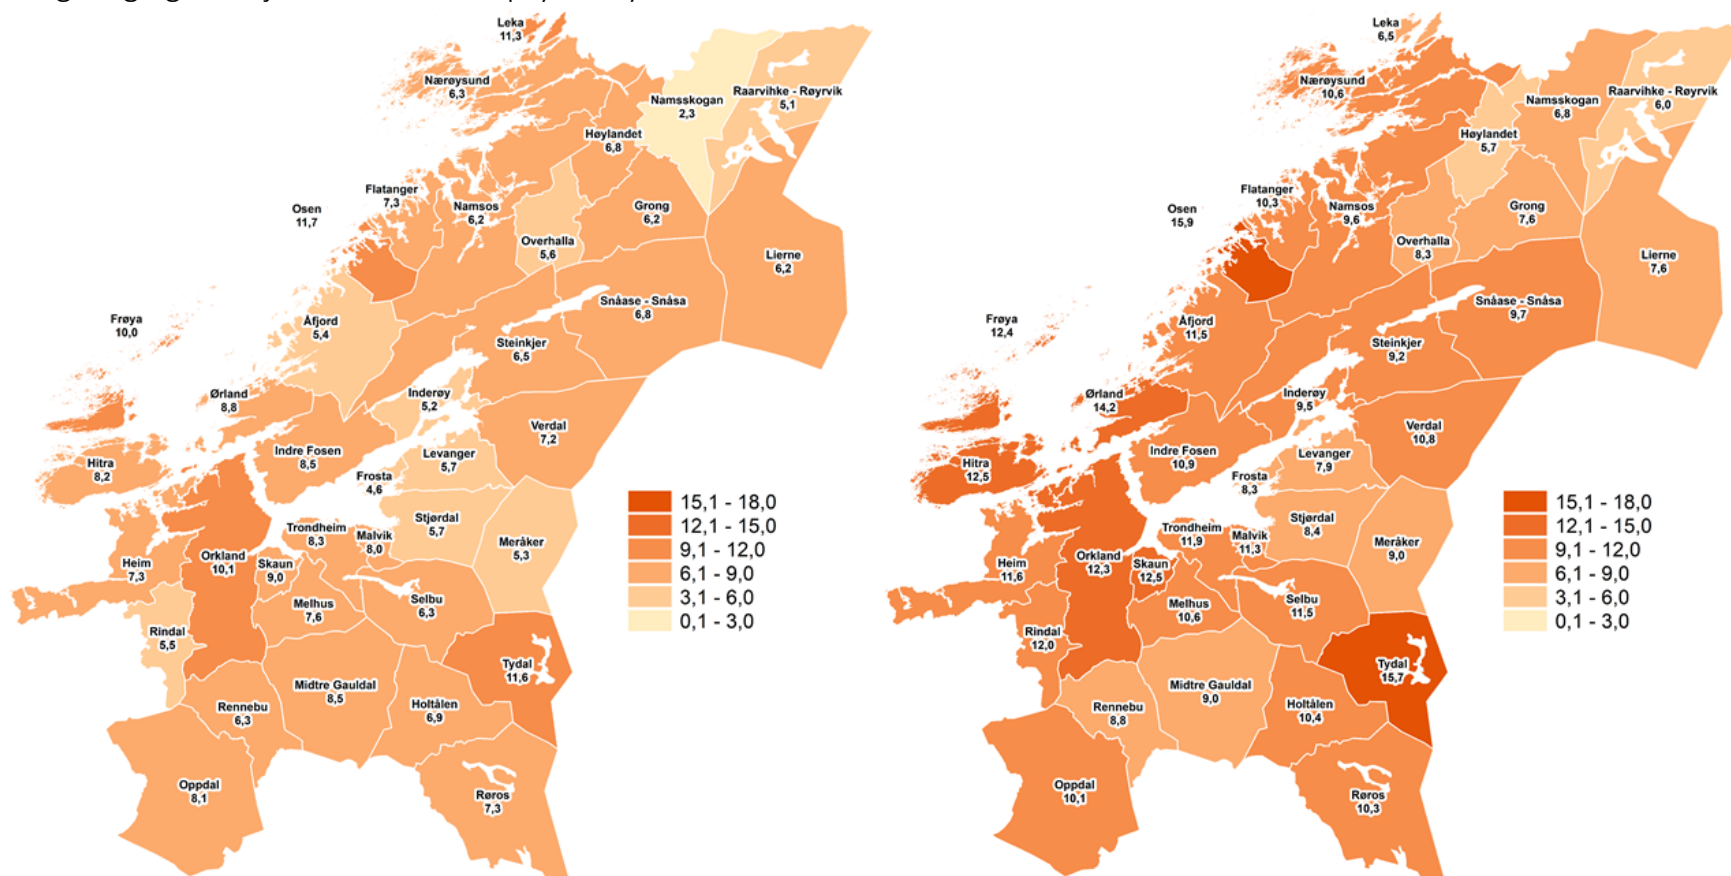 Leka
11,3
Nærøysund
6,3
Namsskogan
2,3
Raarvihke - Røyrvik
5,1
Høylandet
6,8
Flatanger
7,3
Namsos
6,2
Grong
6,2
Osen
11,7
Overhalla
5,6
Lierne
6,2
Snåase - Snåsa
6,8
Frøya
10,0
Åfjord
5,4
Steinkjer
6,5
Ørland
8,8
Inderøy
5,2
Verdal
7,2
Indre Fosen
8,5
Levanger
5,7
Hitra
8,2
Frosta
4,6
Stjørdal
5,7
Trondheim
8,3
Malvik
8,0
Meråker
5,3
Orkland
10,1
Heim
7,3
Skaun
9,0
Melhus
7,6
Selbu
6,3
Rindal
5,5
Tydal
11,6
Midtre Gauldal
8,5
Rennebu
6,3
Holtålen
6,9
Oppdal
8,1
Røros
7,3
15,1 - 18,0
12,1 - 15,0
9,1 - 12,0
6,1 - 9,0
3,1 - 6,0
0,1 - 3,0
Leka
6,5
Nærøysund
10,6
Namsskogan
6,8
Raarvihke - Røyrvik
6,0
Høylandet
5,7
Flatanger
10,3
Namsos
9,6
Grong
7,6
Osen
15,9
Overhalla
8,3
Lierne
7,6
Snåase - Snåsa
9,7
Frøya
12,4
Åfjord
11,5
Steinkjer
9,2
Ørland
14,2
Inderøy
9,5
Verdal
10,8
Indre Fosen
10,9
Levanger
7,9
Hitra
12,5
Frosta
8,3
Stjørdal
8,4
Trondheim
11,9
Malvik
11,3
Meråker
9,0
Orkland
12,3
Heim
11,6
Skaun
12,5
Melhus
10,6
Selbu
11,5
Rindal
12,0
Tydal
15,7
Midtre Gauldal
9,0
Rennebu
8,8
Holtålen
10,4
Oppdal
10,1
Røros
10,3
15,1 - 18,0
12,1 - 15,0
9,1 - 12,0
6,1 - 9,0
3,1 - 6,0
0,1 - 3,0